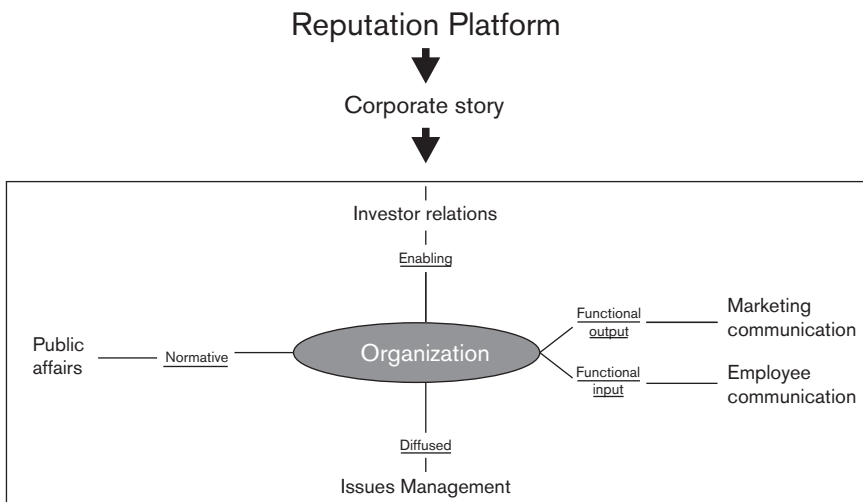 Reputation Platform
Corporate story
Investor relations
Enabling
Functional
output
Marketing
communication
Public
affairs
Normative
Organization
Functional
input
Employee
communication
Diffused
Issues Management